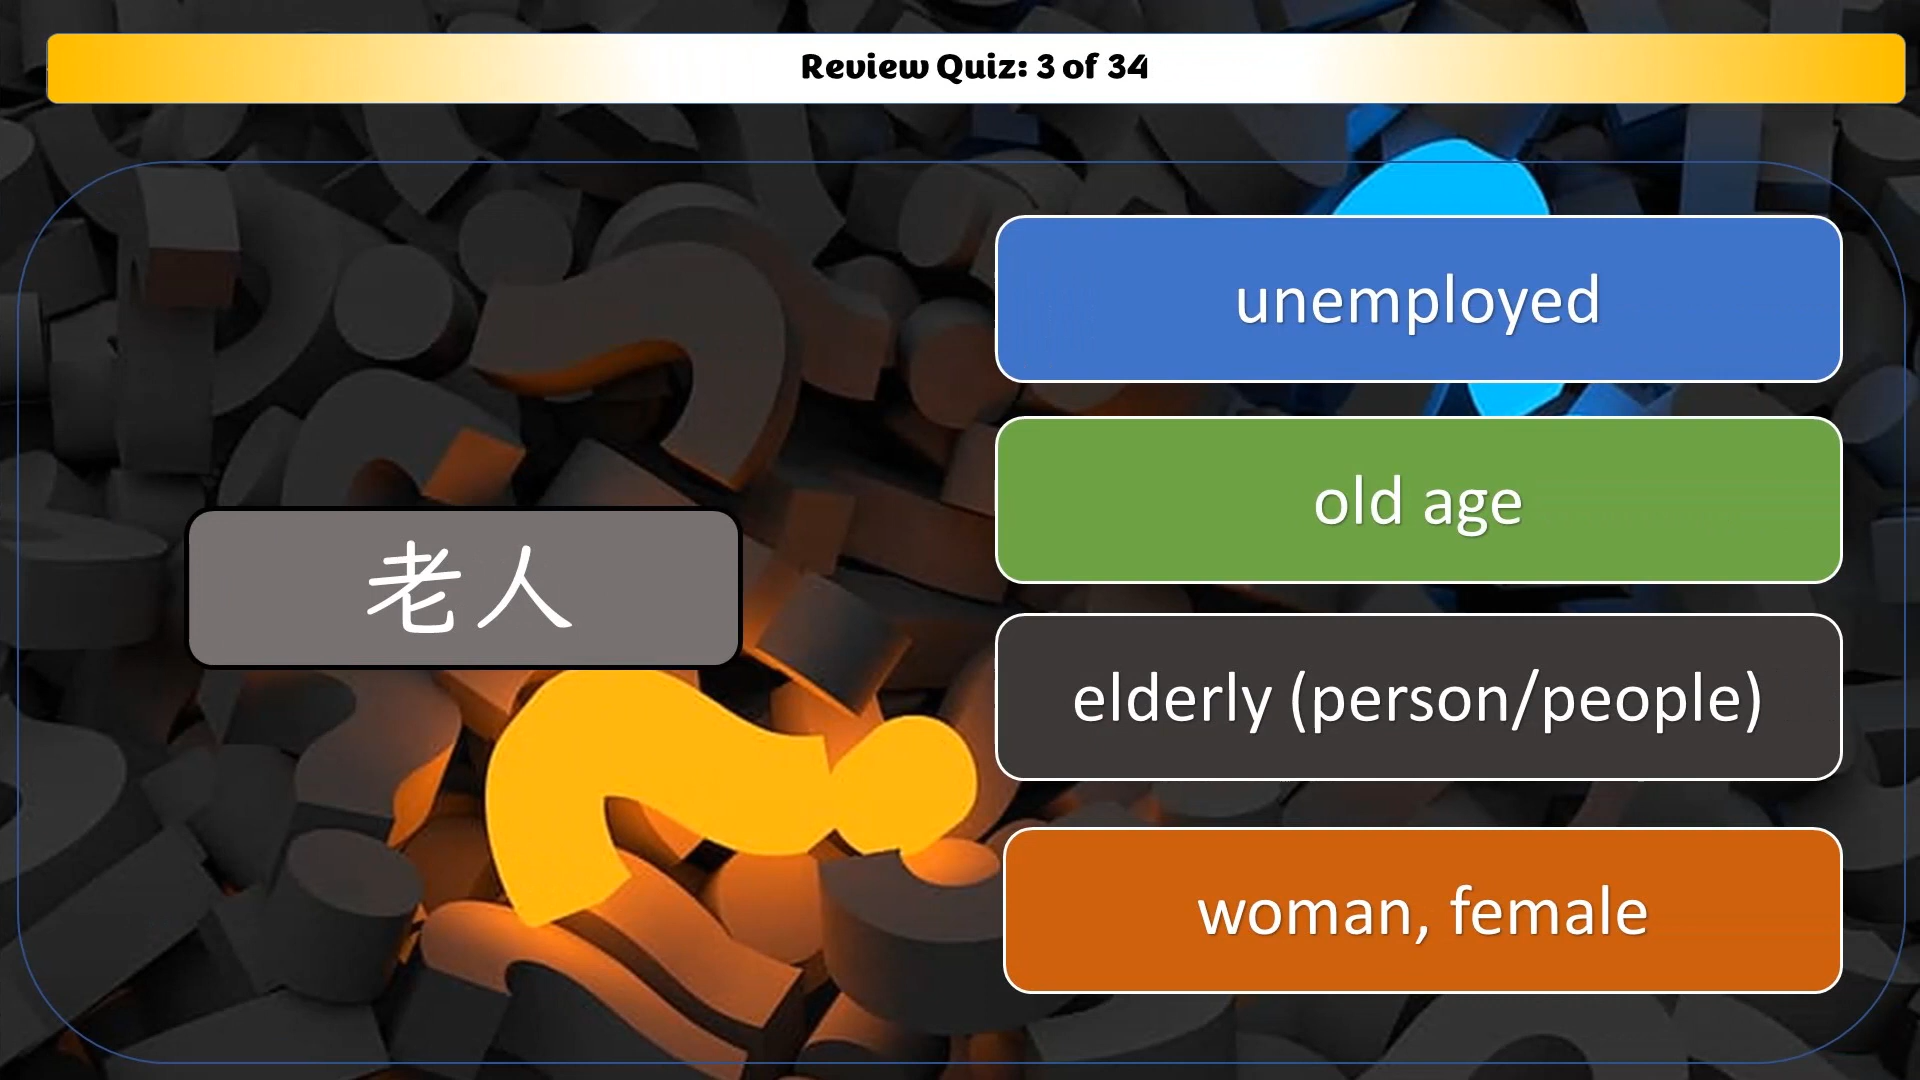 Review Quiz: 3 of 34
老人
unemployed
old age
elderly (person/people)
woman, female